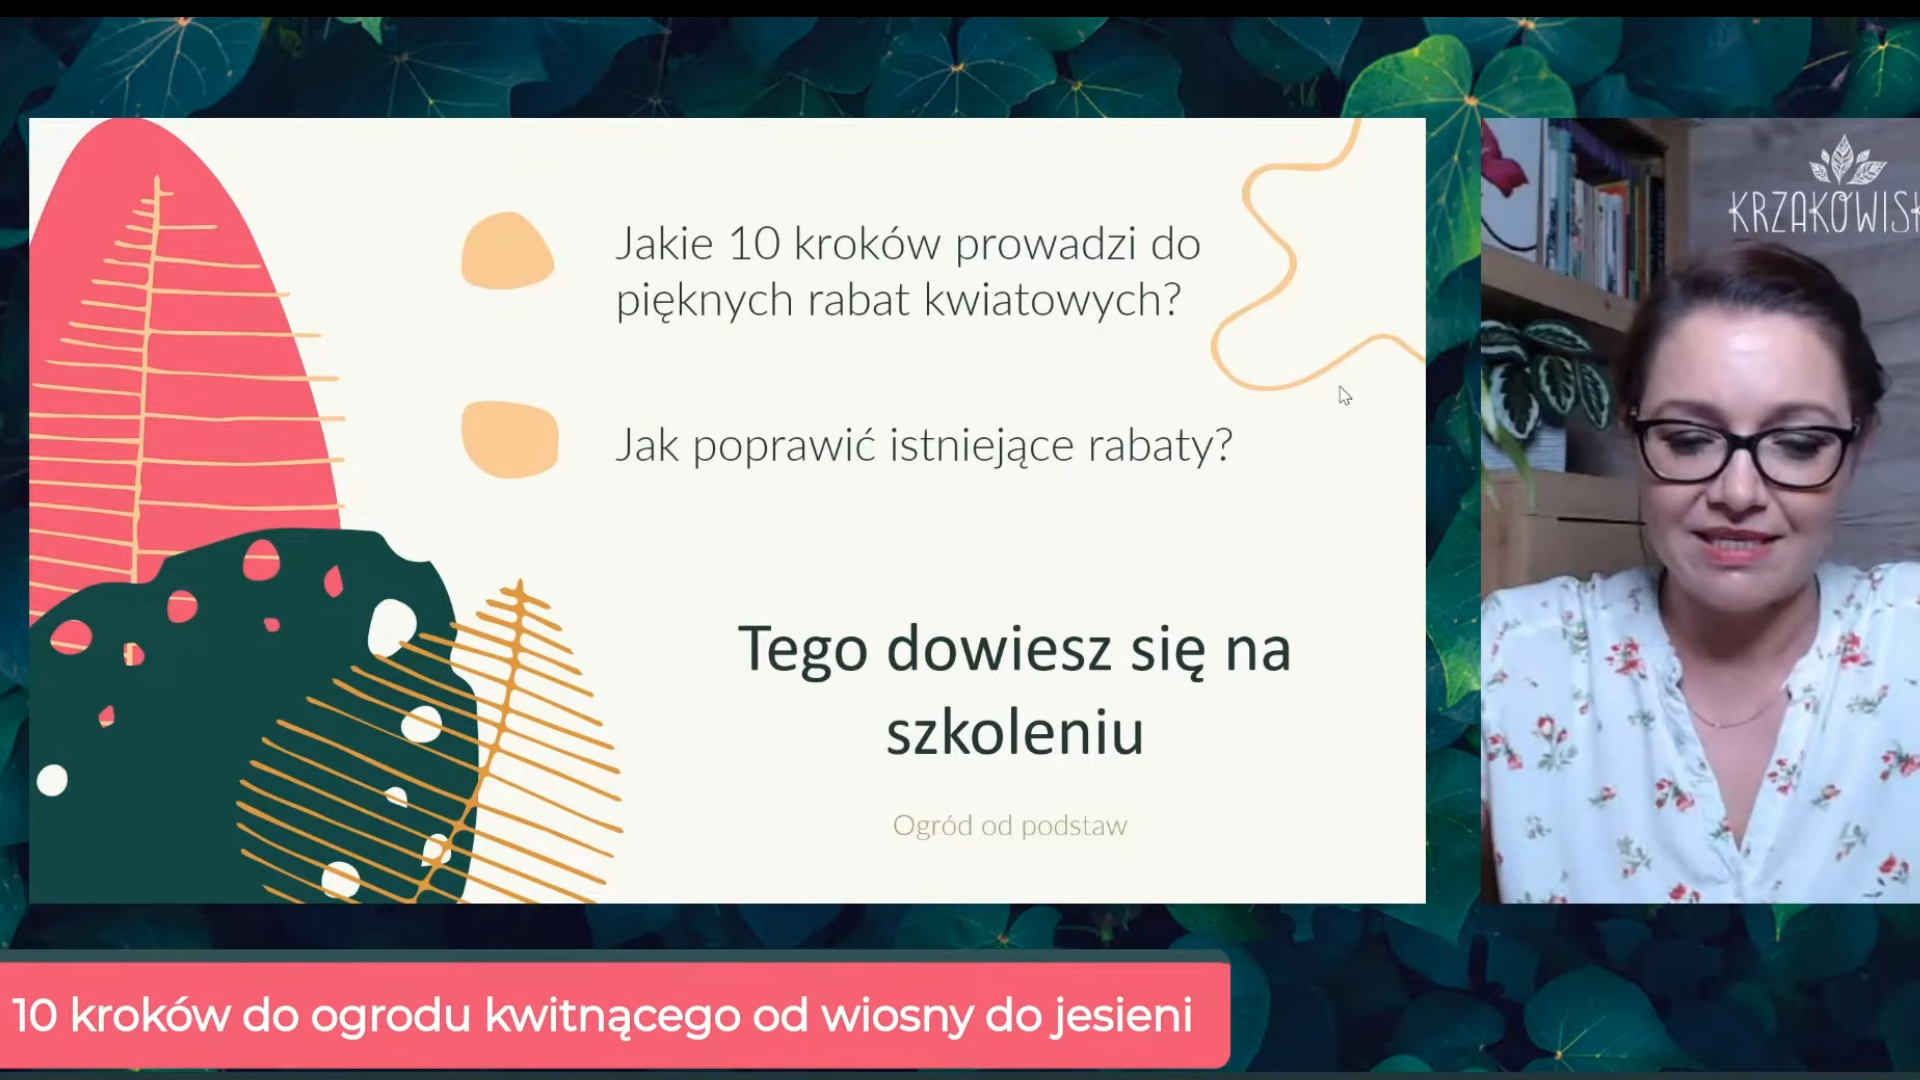 Jakie 10 kroków prowadzi do
pięknych rabat kwiatowych?
Jak poprawić istniejące rabaty?
Tego dowiesz się na
szkoleniu
Ogród od podstaw
KRZAKOWISK
10 kroków do ogrodu kwitnącego od wiosny do jesieni